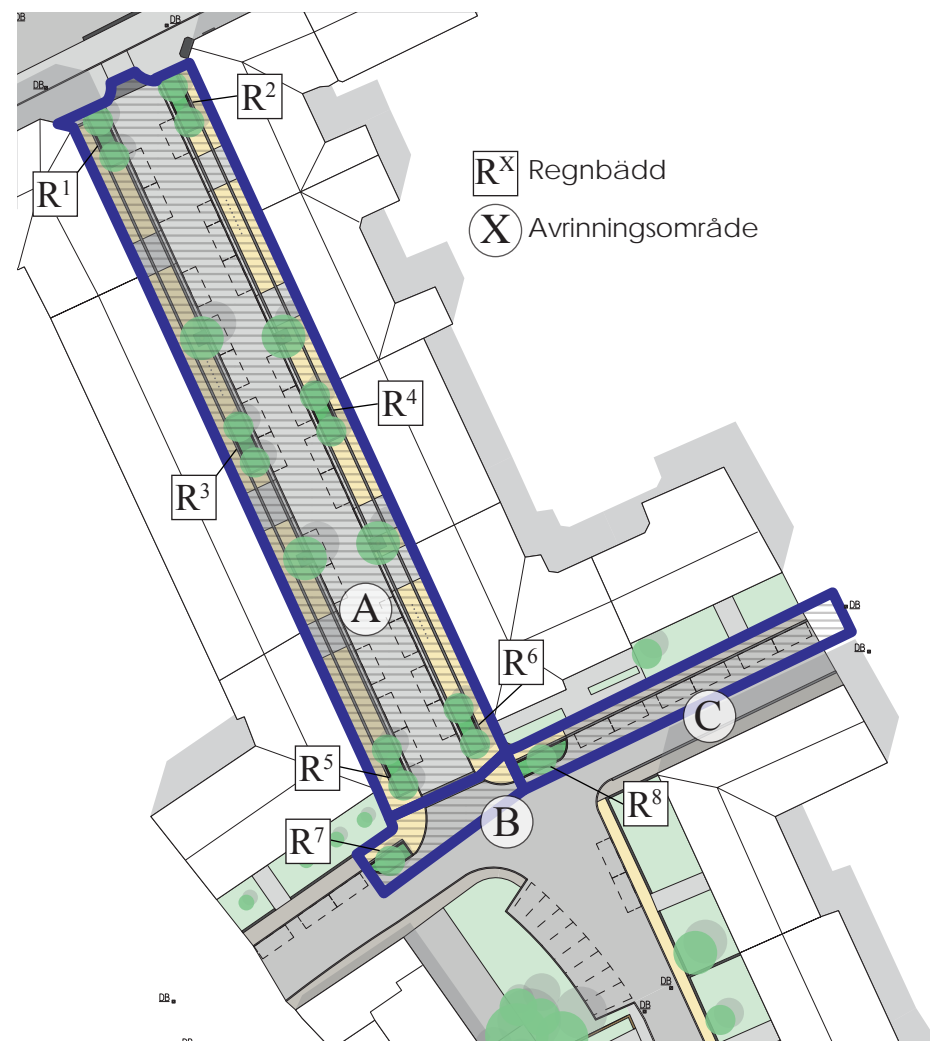 DB
DB
DB
R²
R¹
Rˣ Regnbädd
X Avrinningsområde
R⁴
R³
A
DB
DB
R⁶
C
R⁵
B
R⁸
R⁷
DB
DB
DB
DB